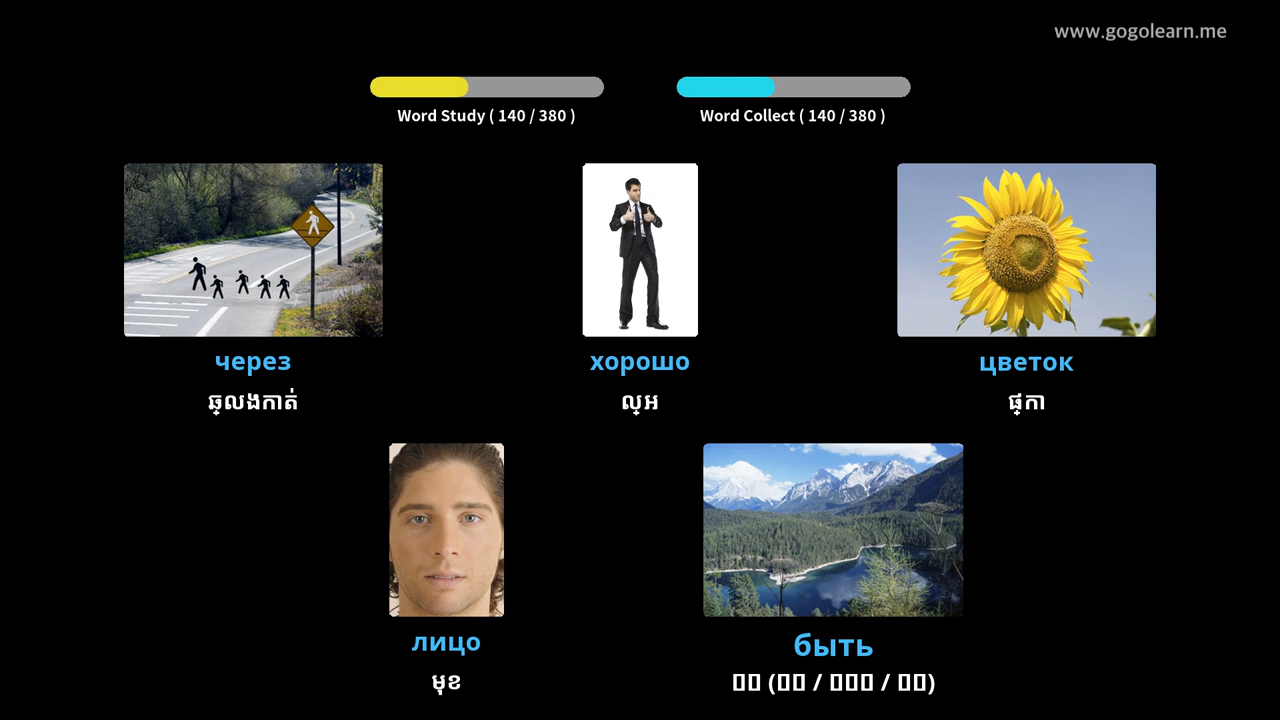 www.gogolearn.me
Word Study ( 140 / 380 )
Word Collect ( 140 / 380 )
через
ឆ្លងកាត់
хорошо
ល្អ
цветок
ផ្កា
лицо
មុខ
быть